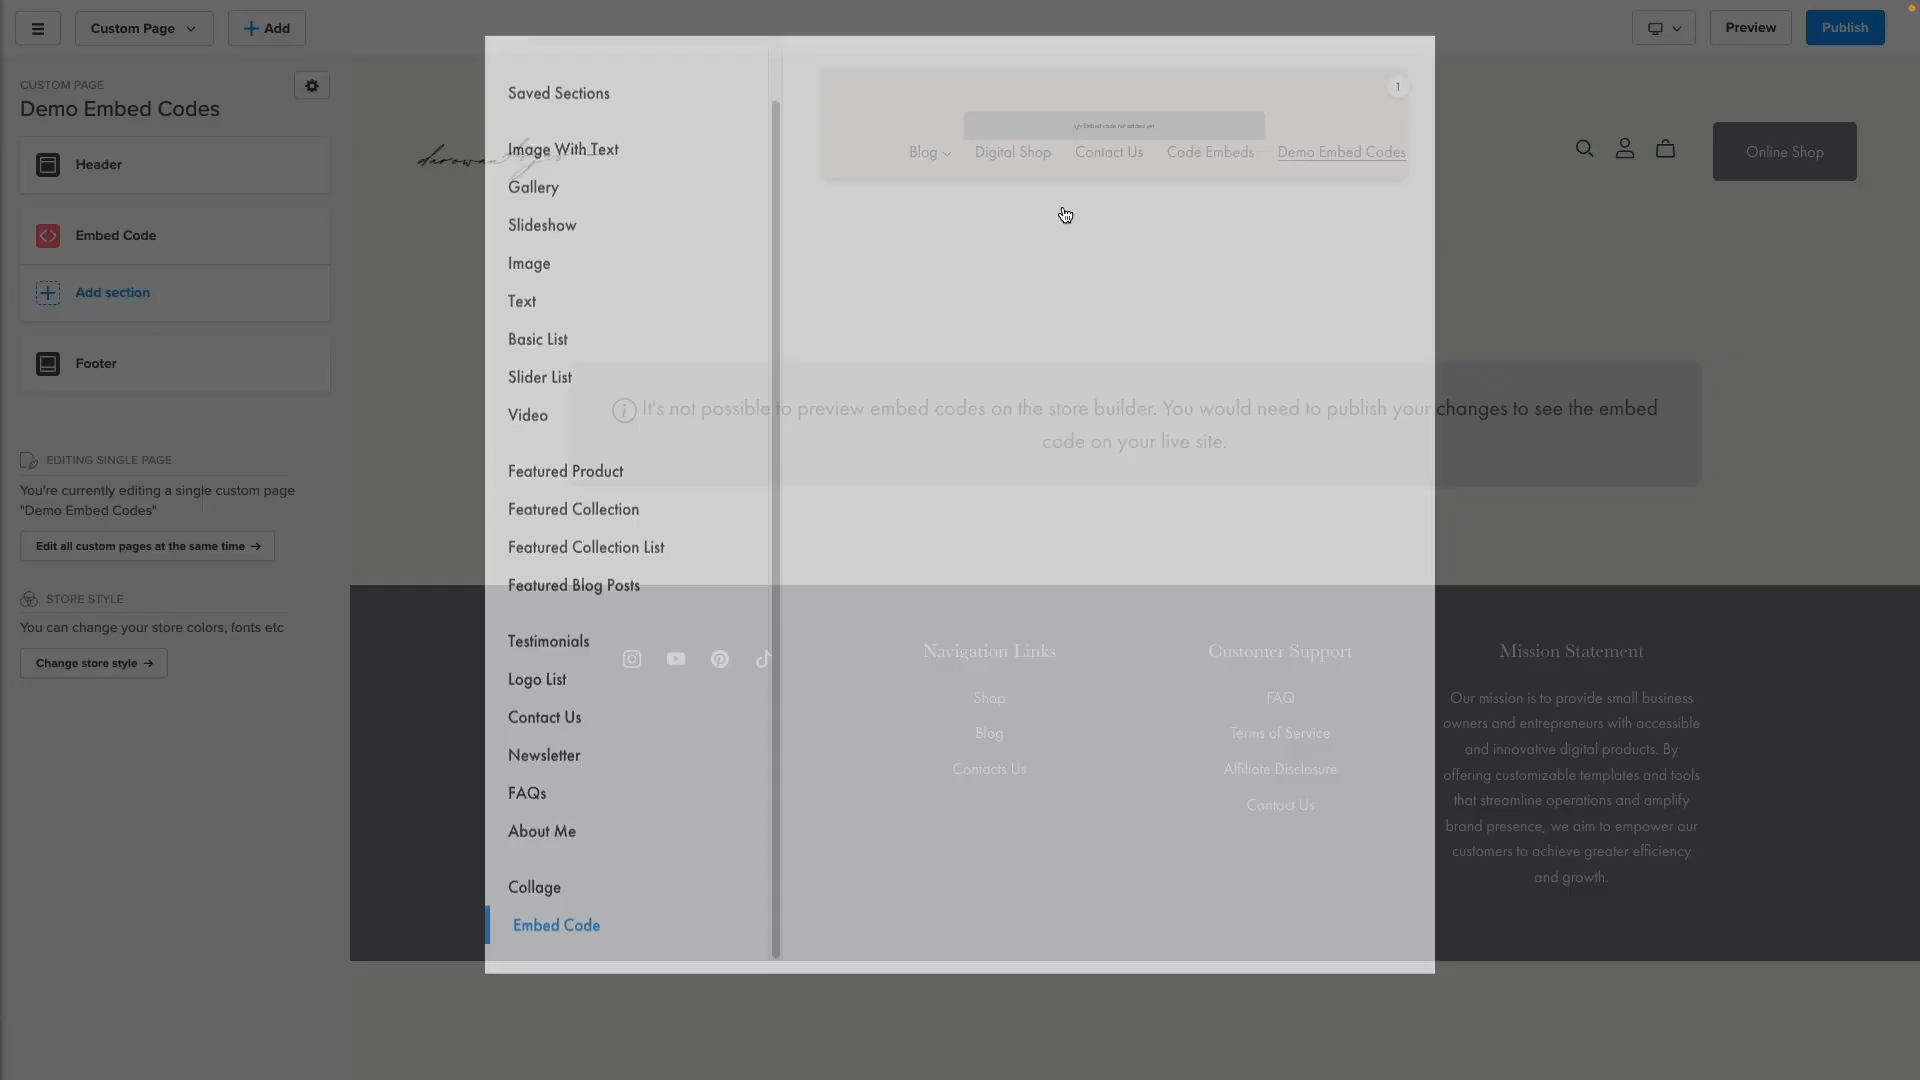 Custom Page
Add
Preview
Publish
CUSTOM PAGE
Demo Embed Codes
Header
Embed Code
Add section
Footer
EDITING SINGLE PAGE
You're currently editing a single custom page
"Demo Embed Codes"
Edit all custom pages at the same time →
STORE STYLE
You can change your store colors, fonts etc
Change store style →
Saved Sections
Image With Text
Gallery
Slideshow
Image
Text
Basic List
Slider List
Video
Featured Product
Featured Collection
Featured Collection List
Featured Blog Posts
Testimonials
Logo List
Contact Us
Newsletter
FAQs
About Me
Collage
Embed Code
1
Embed code not added yet
Blog
Digital Shop
Contact Us
Code Embeds
Demo Embed Codes
Online Shop
It's not possible to preview embed codes on the store builder. You would need to publish your changes to see the embed
code on your live site.
Navigation Links
Shop
Blog
Contacts Us
Customer Support
FAQ
Terms of Service
Affiliate Disclosure
Contact Us
Mission Statement
Our mission is to provide small business
owners and entrepreneurs with accessible
and innovative digital products. By
offering customizable templates and tools
that streamline operations and amplify
brand presence, we aim to empower our
customers to achieve greater efficiency
and growth.